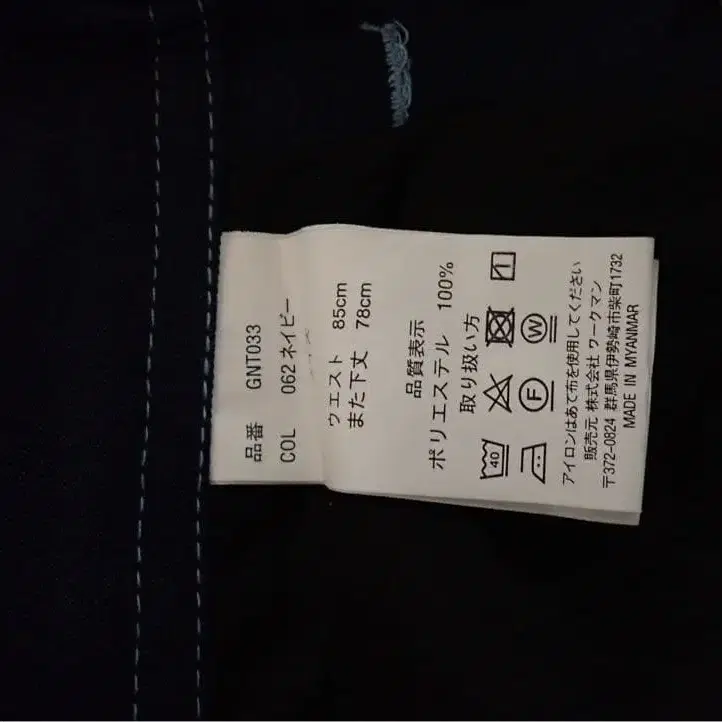 品番 GNT033
COL 062ネイビー
ウエスト 85cm
また下丈 78cm
品質表示
ポリエステル 100%
取り扱い方
40
F W
アイロンはあて布を使用してください
販売元 株式会社 ワークマン
〒372-0824 群馬県伊勢崎市柴町1732
MADE IN MYANMAR